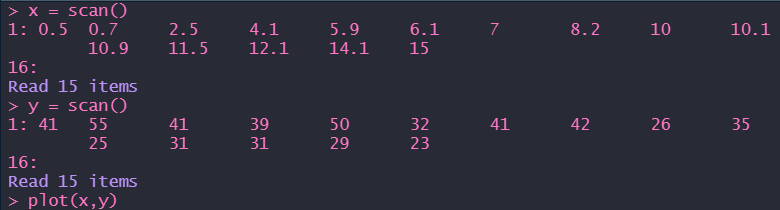 > x = scan()
1: 0.5 0.7 2.5 4.1 5.9 6.1 7 8.2 10 10.1
10.9 11.5 12.1 14.1 15
16:
Read 15 items
> y = scan()
1: 41 55 41 39 50 32 41 42 26 35
25 31 31 29 23
16:
Read 15 items
> plot(x,y)